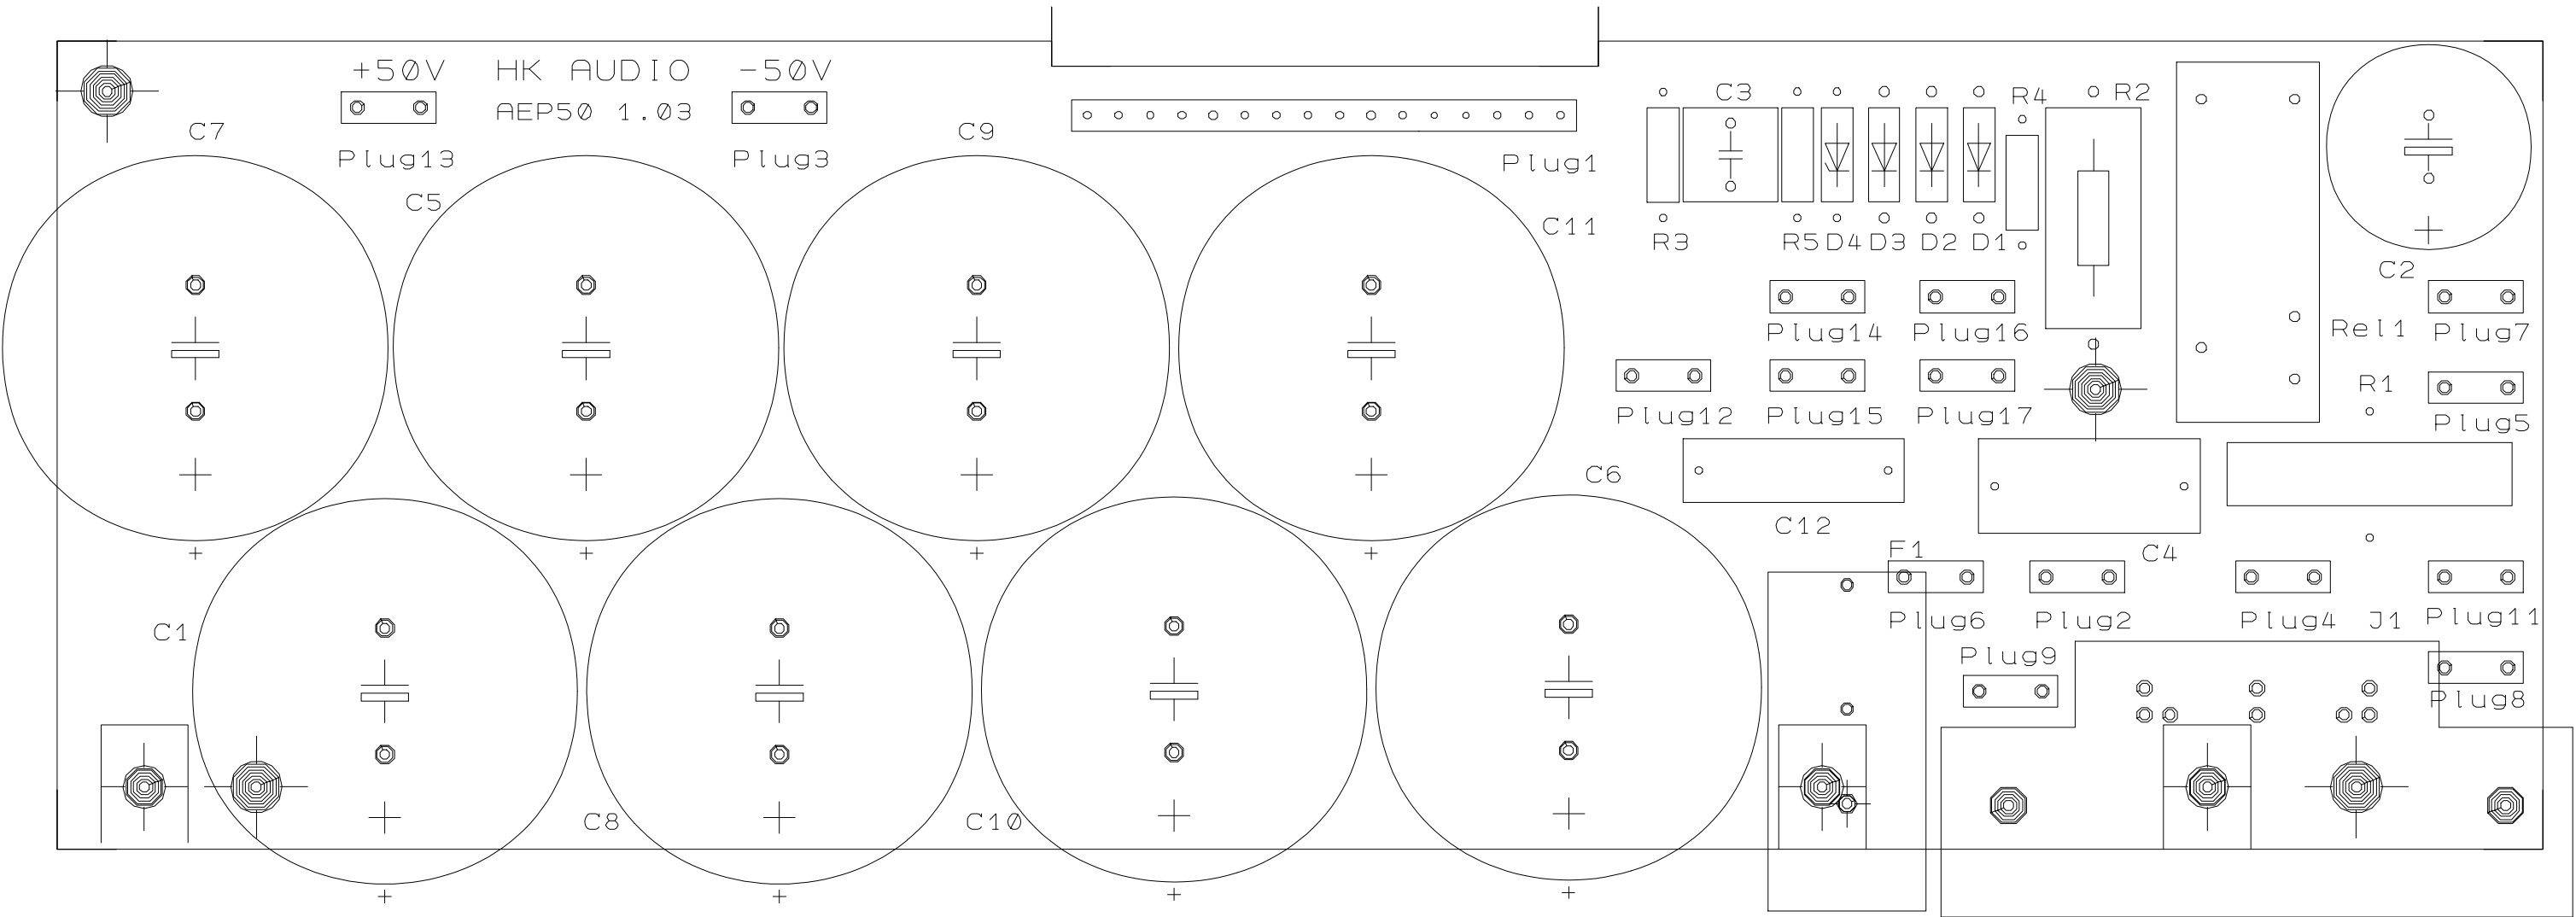 +50V HK AUDIO -50V
AEP50 1.03
C7
Plug13
Plug3
C9
C5
Plug1
C11
C3
R4
R2
R3
R5 D4 D3 D2 D1
C2
Plug14
Plug16
Rel1
Plug7
R1
Plug12
Plug15
Plug17
Plug5
C6
C12
C4
F1
Plug6
Plug2
Plug4
J1
Plug11
C1
Plug9
Plug8
C8
C10